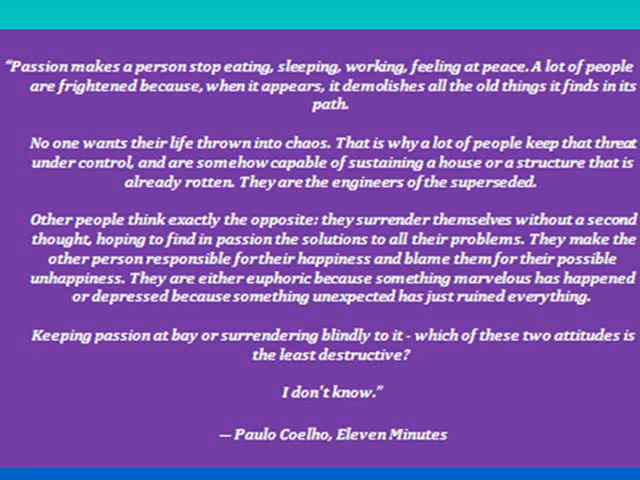 “Passion makes a person stop eating, sleeping, working, feeling at peace. A lot of people
are frightened because, when it appears, it demolishes all the old things it finds in its
path.
No one wants their life thrown into chaos. That is why a lot of people keep that threat
under control, and are somehow capable of sustaining a house or a structure that is
already rotten. They are the engineers of the superseded.
Other people think exactly the opposite: they surrender themselves without a second
thought, hoping to find in passion the solutions to all their problems. They make the
other person responsible for their happiness and blame them for their possible
unhappiness. They are either euphoric because something marvelous has happened
or depressed because something unexpected has just ruined everything.
Keeping passion at bay or surrendering blindly to it - which of these two attitudes is
the least destructive?
I don't know.”
— Paulo Coelho, Eleven Minutes